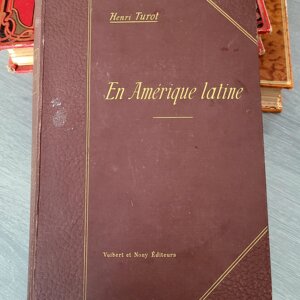 Henri Turot
En Amérique latine
Vuibert et Nony Éditeurs